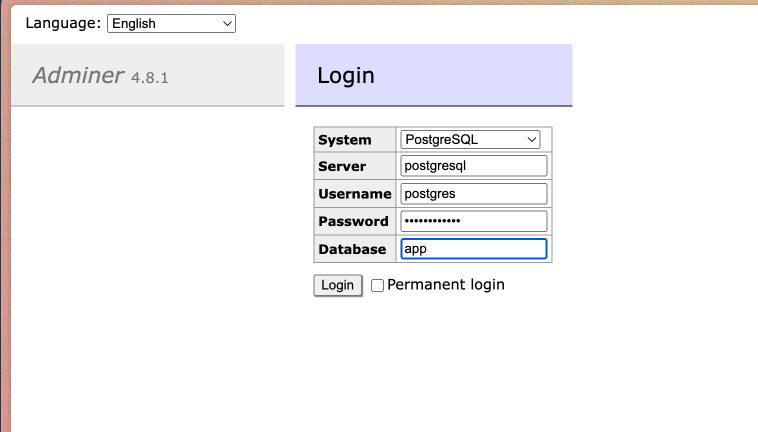 Language: English
Adminer 4.8.1
Login
System PostgreSQL
Server postgresql
Username postgres
Password ••••••••••••
Database app
Login Permanent login